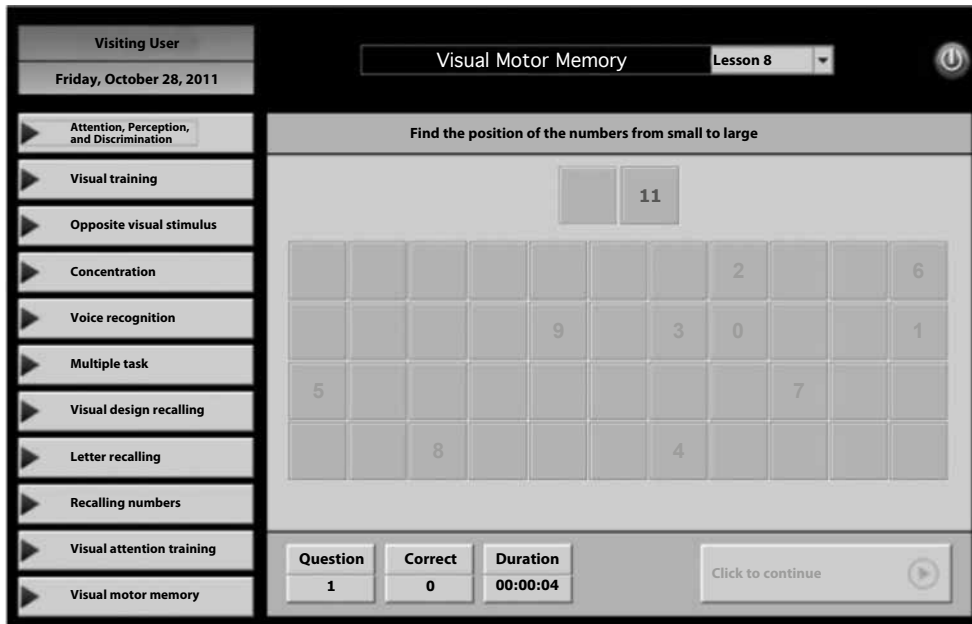 Visiting User
Friday, October 28, 2011
Visual Motor Memory
Lesson 8
Attention, Perception,
and Discrimination
Visual training
Opposite visual stimulus
Concentration
Voice recognition
Multiple task
Visual design recalling
Letter recalling
Recalling numbers
Visual attention training
Visual motor memory
Find the position of the numbers from small to large
11
2 6
9 3 0 1
5 7
8 4
Question Correct Duration
1 0 00:00:04
Click to continue